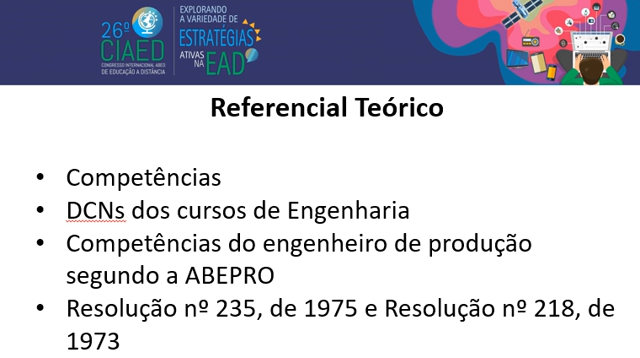 26º
CIAED
CONGRESSO INTERNACIONAL ABED
DE EDUCAÇÃO A DISTÂNCIA
EXPLORANDO
A VARIEDADE DE
ESTRATÉGIAS
ATIVAS
NA EAD
Referencial Teórico
• Competências
• DCNs dos cursos de Engenharia
• Competências do engenheiro de produção
segundo a ABEPRO
• Resolução nº 235, de 1975 e Resolução nº 218, de
1973